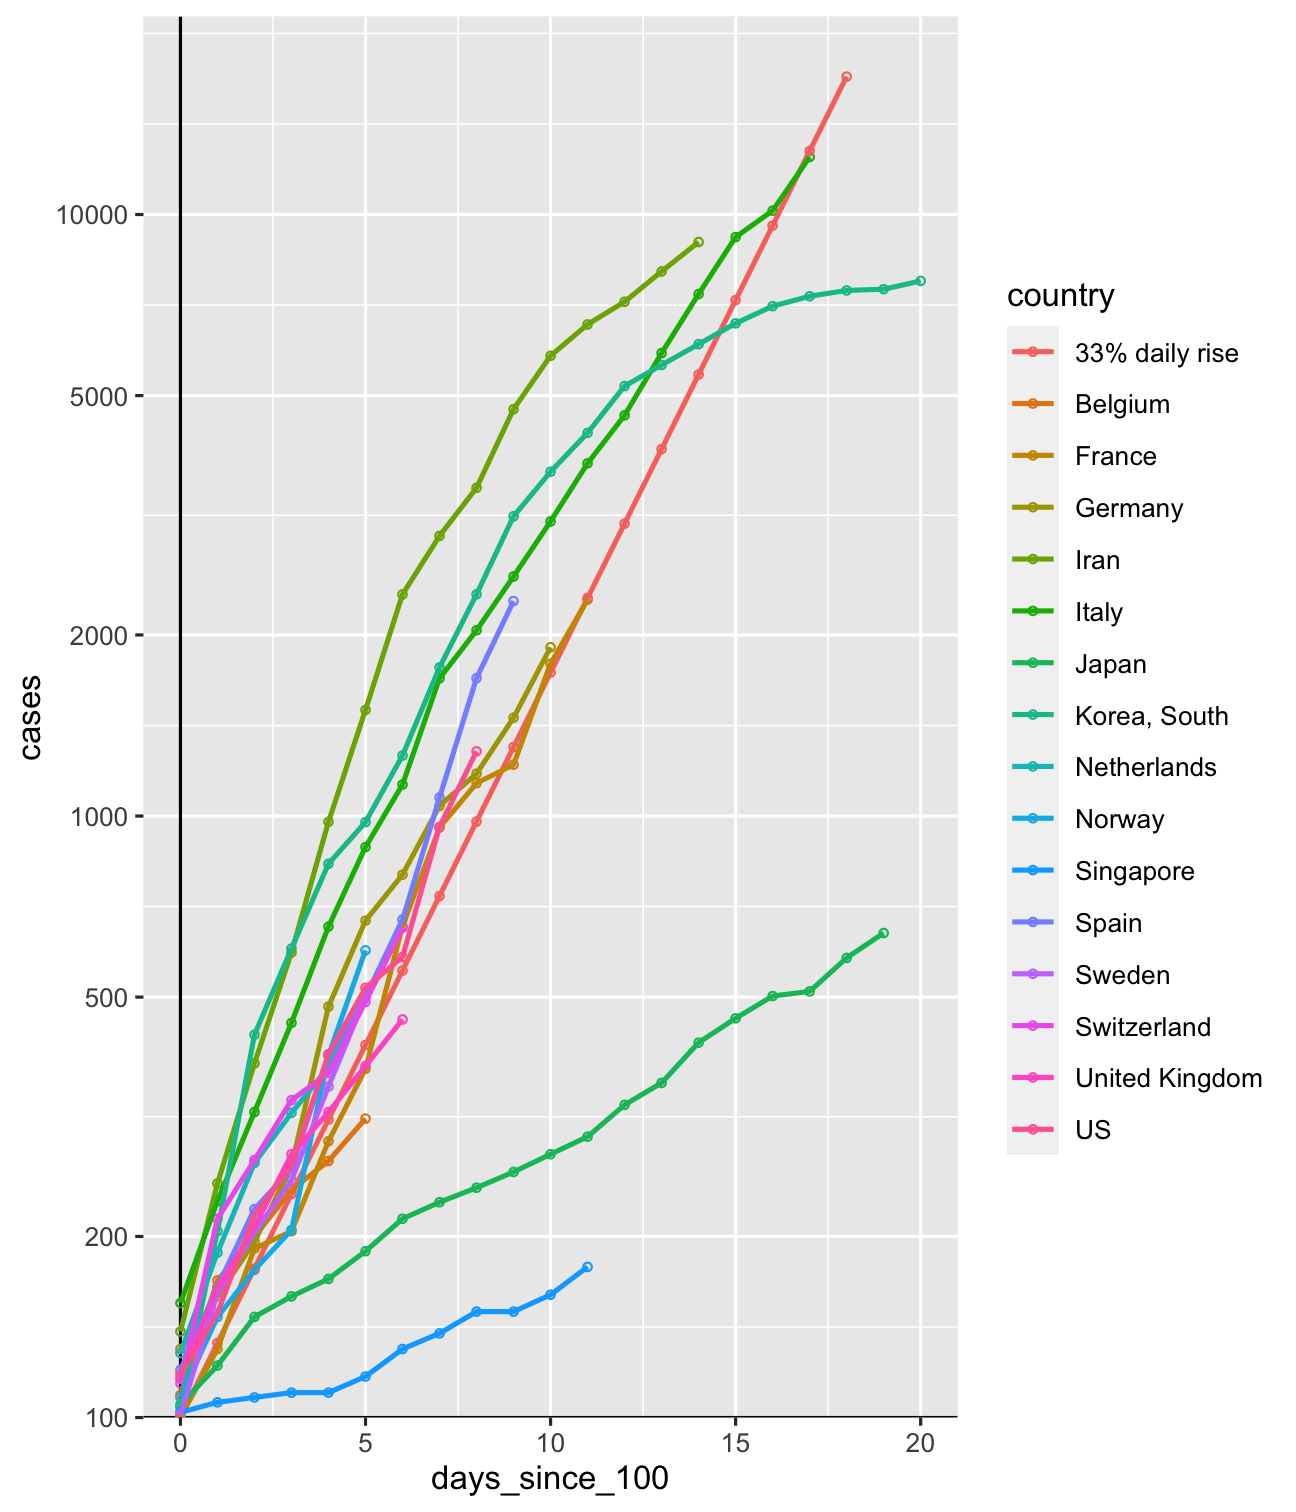 10000
5000
2000
1000
500
200
100
cases
0 5 10 15 20
days_since_100
country
33% daily rise
Belgium
France
Germany
Iran
Italy
Japan
Korea, South
Netherlands
Norway
Singapore
Spain
Sweden
Switzerland
United Kingdom
US